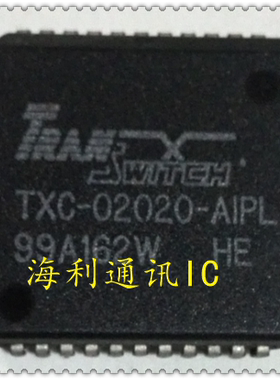 TRANSWITCH®
TXC-02020-AIPL
99A162W HE
海利通讯IC